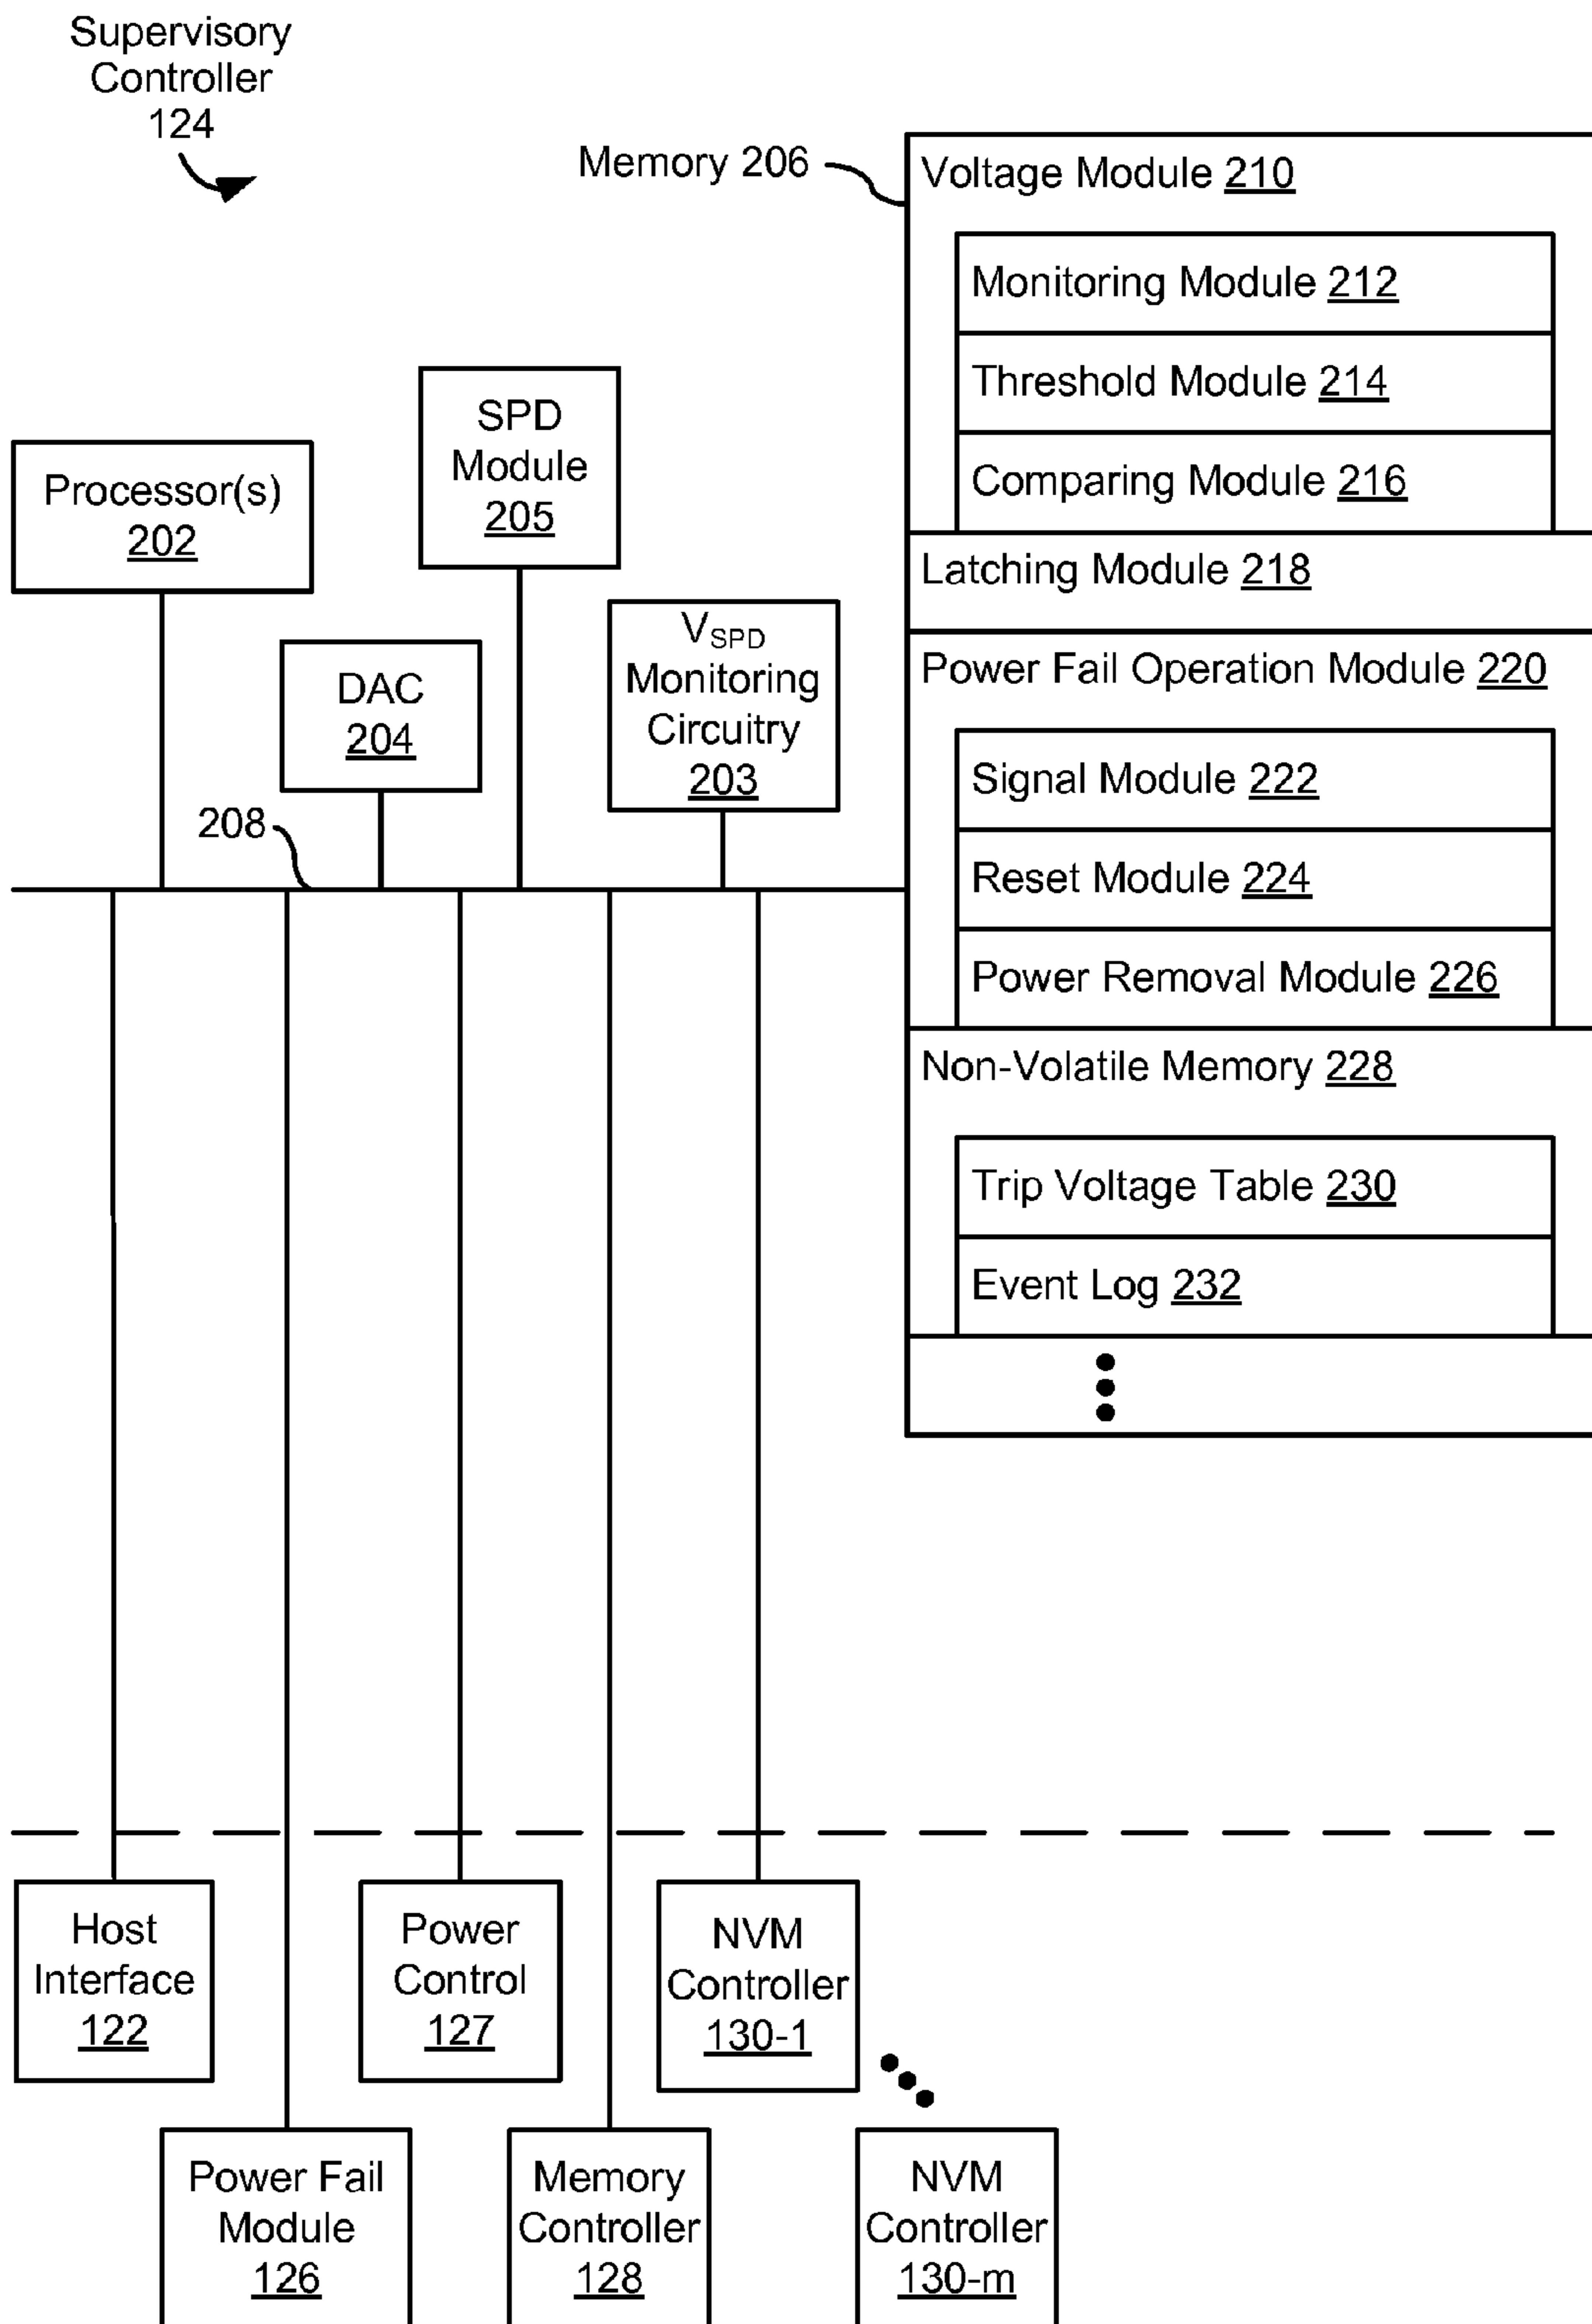 Supervisory
Controller
124
Memory 206
Voltage Module 210
Monitoring Module 212
Threshold Module 214
Comparing Module 216
Latching Module 218
Power Fail Operation Module 220
Signal Module 222
Reset Module 224
Power Removal Module 226
Non-Volatile Memory 228
Trip Voltage Table 230
Event Log 232
SPD
Module
205
Processor(s)
202
VSPD
Monitoring
Circuitry
203
DAC
204
208
Host
Interface
122
Power
Control
127
NVM
Controller
130-1
Power Fail
Module
126
Memory
Controller
128
NVM
Controller
130-m